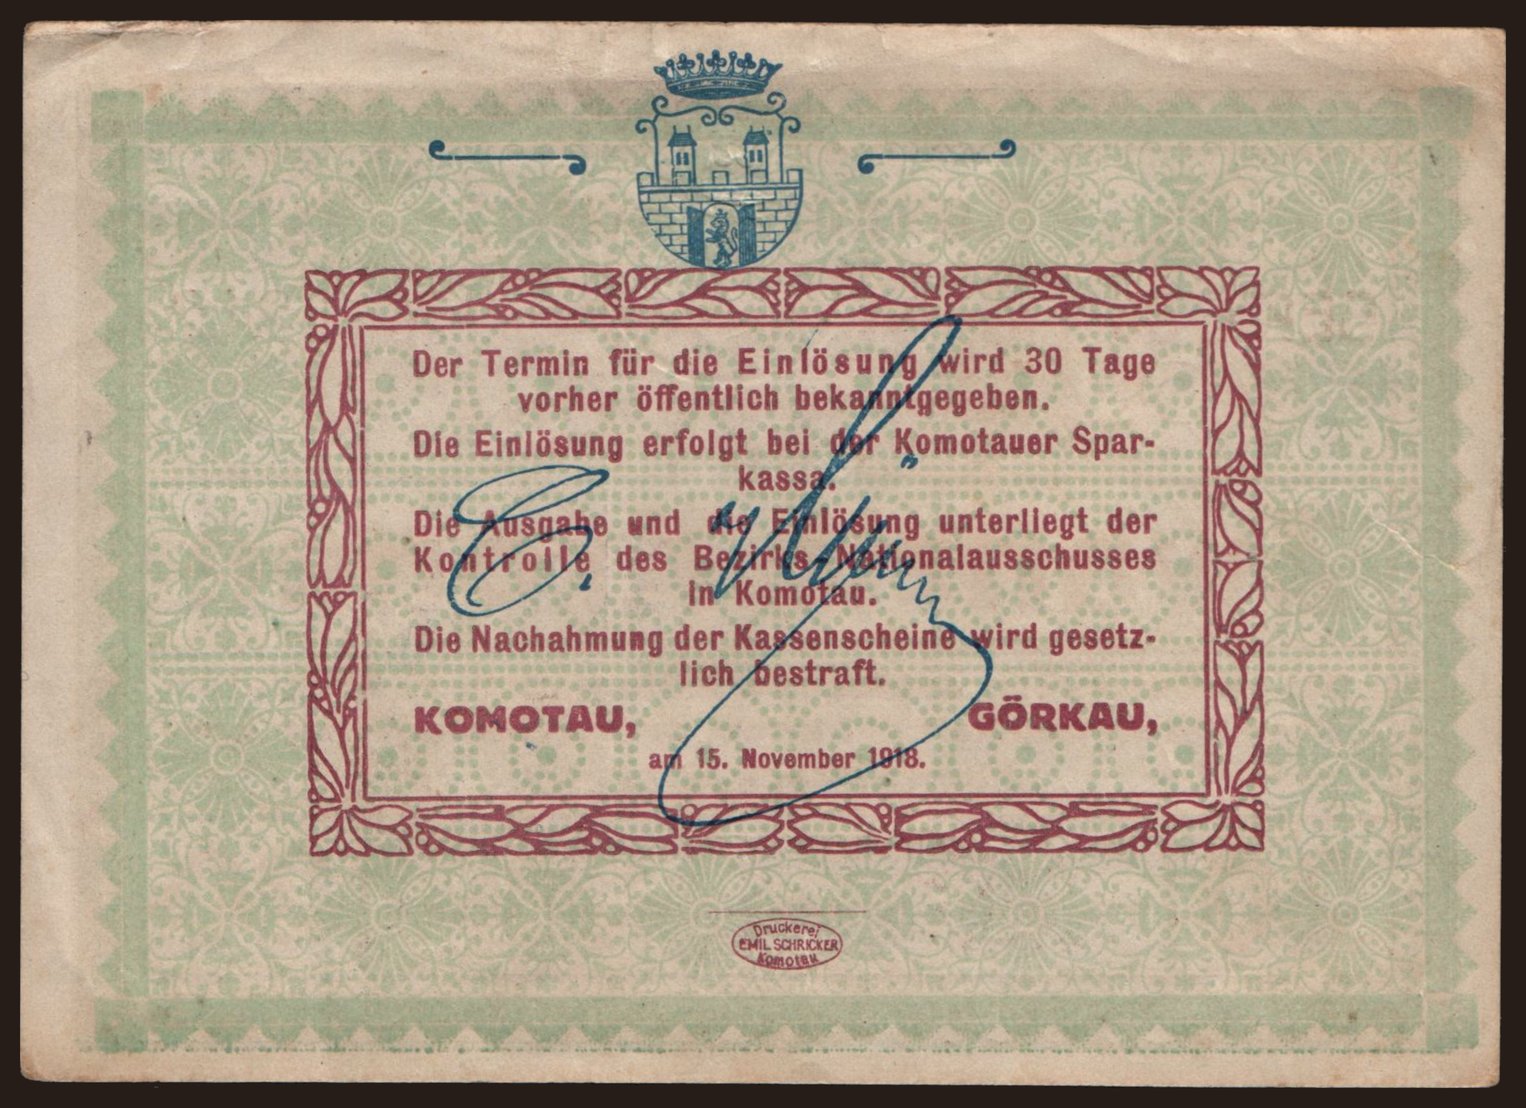 Der Termin für die Einlösung wird 30 Tage
vorher öffentlich bekanntgegeben.
Die Einlösung erfolgt bei der Komotauer Spar-
kassa.
Die Ausgabe und die Einlösung unterliegt der
Kontrolle des Bezirks-Nationalausschusses
in Komotau.
Die Nachahmung der Kassenscheine wird gesetz-
lich bestraft.
KOMOTAU, GÖRKAU,
am 15. November 1918.
Druckerei
EMIL SCHRICKER
Komotau